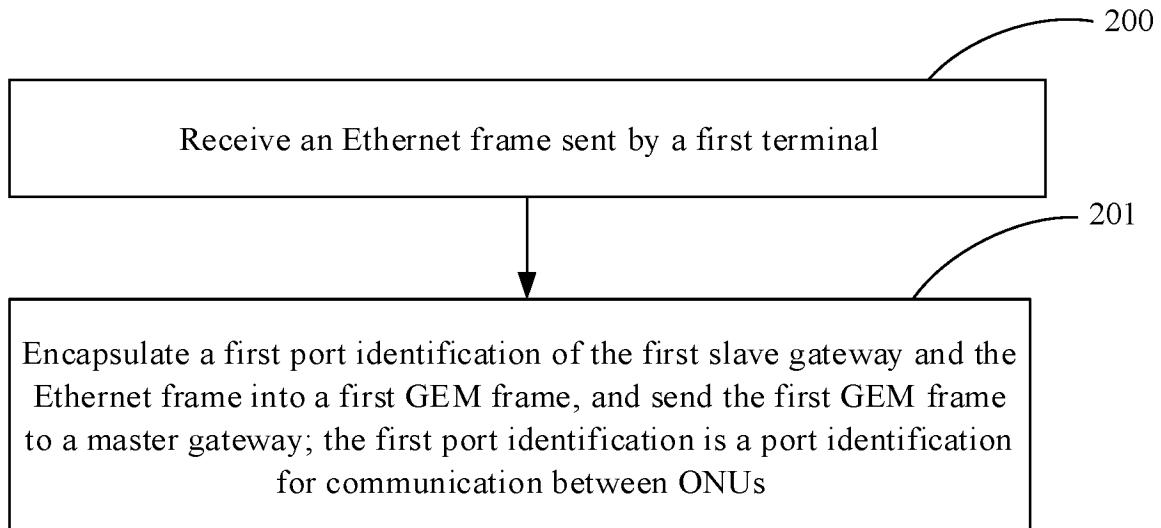 200
Receive an Ethernet frame sent by a first terminal
201
Encapsulate a first port identification of the first slave gateway and the
Ethernet frame into a first GEM frame, and send the first GEM frame
to a master gateway; the first port identification is a port identification
for communication between ONUs